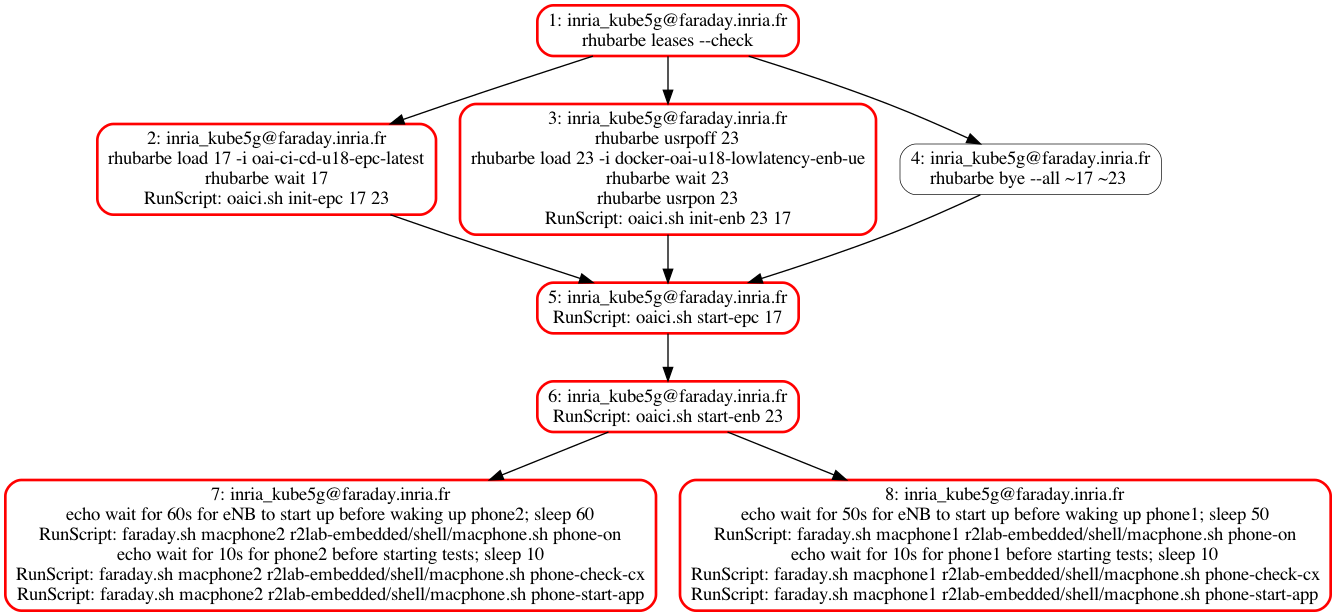 1: inria_kube5g@faraday.inria.fr
rhubarbe leases --check
2: inria_kube5g@faraday.inria.fr
rhubarbe load 17 -i oai-ci-cd-u18-epc-latest
rhubarbe wait 17
RunScript: oaici.sh init-epc 17 23
3: inria_kube5g@faraday.inria.fr
rhubarbe usrpoff 23
rhubarbe load 23 -i docker-oai-u18-lowlatency-enb-ue
rhubarbe wait 23
rhubarbe usrpon 23
RunScript: oaici.sh init-enb 23 17
4: inria_kube5g@faraday.inria.fr
rhubarbe bye --all ~17 ~23
5: inria_kube5g@faraday.inria.fr
RunScript: oaici.sh start-epc 17
6: inria_kube5g@faraday.inria.fr
RunScript: oaici.sh start-enb 23
7: inria_kube5g@faraday.inria.fr
echo wait for 60s for eNB to start up before waking up phone2; sleep 60
RunScript: faraday.sh macphone2 r2lab-embedded/shell/macphone.sh phone-on
echo wait for 10s for phone2 before starting tests; sleep 10
RunScript: faraday.sh macphone2 r2lab-embedded/shell/macphone.sh phone-check-cx
RunScript: faraday.sh macphone2 r2lab-embedded/shell/macphone.sh phone-start-app
8: inria_kube5g@faraday.inria.fr
echo wait for 50s for eNB to start up before waking up phone1; sleep 50
RunScript: faraday.sh macphone1 r2lab-embedded/shell/macphone.sh phone-on
echo wait for 10s for phone1 before starting tests; sleep 10
RunScript: faraday.sh macphone1 r2lab-embedded/shell/macphone.sh phone-check-cx
RunScript: faraday.sh macphone1 r2lab-embedded/shell/macphone.sh phone-start-app